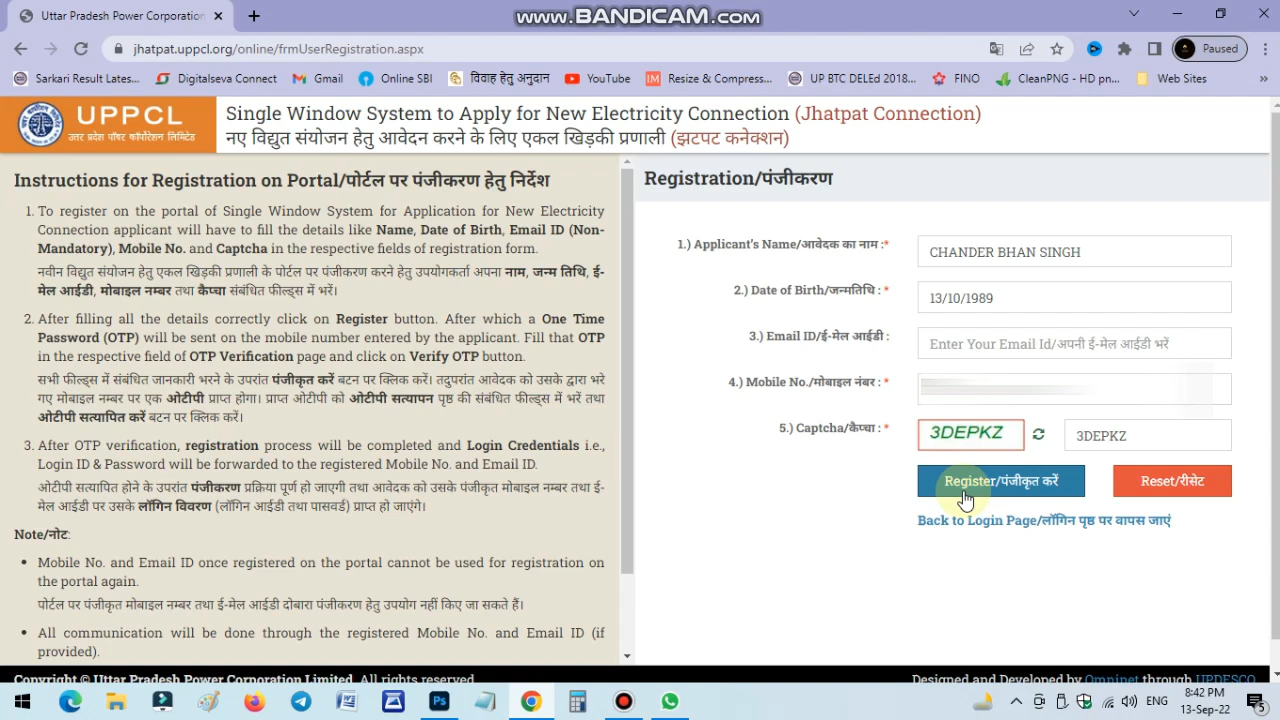 www.BANDICAM.com
Uttar Pradesh Power Corporation
jhatpat.uppcl.org/online/frmUserRegistration.aspx
Paused
Sarkari Result Lates...
Digitalseva Connect
Gmail
Online SBI
विवाह हेतु अनुदान
YouTube
Resize & Compress...
UP BTC DELEd 2018...
FINO
CleanPNG - HD pn...
Web Sites
»
UPPCL
उत्तर प्रदेश पॉवर कॉर्पोरेशन लिमिटेड
Single Window System to Apply for New Electricity Connection (Jhatpat Connection)
नए विद्युत संयोजन हेतु आवेदन करने के लिए एकल खिड़की प्रणाली (झटपट कनेक्शन)
Instructions for Registration on Portal/पोर्टल पर पंजीकरण हेतु निर्देश
1. To register on the portal of Single Window System for Application for New Electricity
Connection applicant will have to fill the details like Name, Date of Birth, Email ID (Non-
Mandatory), Mobile No. and Captcha in the respective fields of registration form.
नवीन विद्युत संयोजन हेतु एकल खिड़की प्रणाली के पोर्टल पर पंजीकरण करने हेतु उपयोगकर्ता अपना नाम, जन्म तिथि, ई-
मेल आईडी, मोबाइल नम्बर तथा कैप्चा संबंधित फील्ड्स में भरें।
2. After filling all the details correctly click on Register button. After which a One Time
Password (OTP) will be sent on the mobile number entered by the applicant. Fill that OTP
in the respective field of OTP Verification page and click on Verify OTP button.
सभी फील्ड्स में संबंधित जानकारी भरने के उपरांत पंजीकृत करें बटन पर क्लिक करें। तदुपरांत आवेदक को उसके द्वारा भरे
गए मोबाइल नम्बर पर एक ओटीपी प्राप्त होगा। प्राप्त ओटीपी को ओटीपी सत्यापन पृष्ठ की संबंधित फील्ड्स में भरें तथा
ओटीपी सत्यापित करें बटन पर क्लिक करें।
3. After OTP verification, registration process will be completed and Login Credentials i.e.,
Login ID & Password will be forwarded to the registered Mobile No. and Email ID.
ओटीपी सत्यापित होने के उपरांत पंजीकरण प्रक्रिया पूर्ण हो जाएगी तथा आवेदक को उसके पंजीकृत मोबाइल नम्बर तथा ई-
मेल आईडी पर उसके लॉगिन विवरण (लॉगिन आईडी तथा पासवर्ड) प्राप्त हो जाएंगे।
Note/नोट:
• Mobile No. and Email ID once registered on the portal cannot be used for registration on
the portal again.
पोर्टल पर पंजीकृत मोबाइल नम्बर तथा ई-मेल आईडी दोबारा पंजीकरण हेतु उपयोग नहीं किए जा सकते हैं।
• All communication will be done through the registered Mobile No. and Email ID (if
provided).
Registration/पंजीकरण
1.) Applicant's Name/आवेदक का नाम :*
CHANDER BHAN SINGH
2.) Date of Birth/जन्मतिथि : *
13/10/1989
3.) Email ID/ई-मेल आईडी :
Enter Your Email Id/अपनी ई-मेल आईडी भरें
4.) Mobile No./मोबाइल नंबर : *
5.) Captcha/कैप्चा : *
3DEPKZ
3DEPKZ
Register/पंजीकृत करें
Reset/रीसेट
Back to Login Page/लॉगिन पृष्ठ पर वापस जाएं
Copyright © Uttar Pradesh Power Corporation Limited. All rights reserved.
Designed and Developed by Omninet through UPDESCO
ENG
8:42 PM
13-Sep-22
5